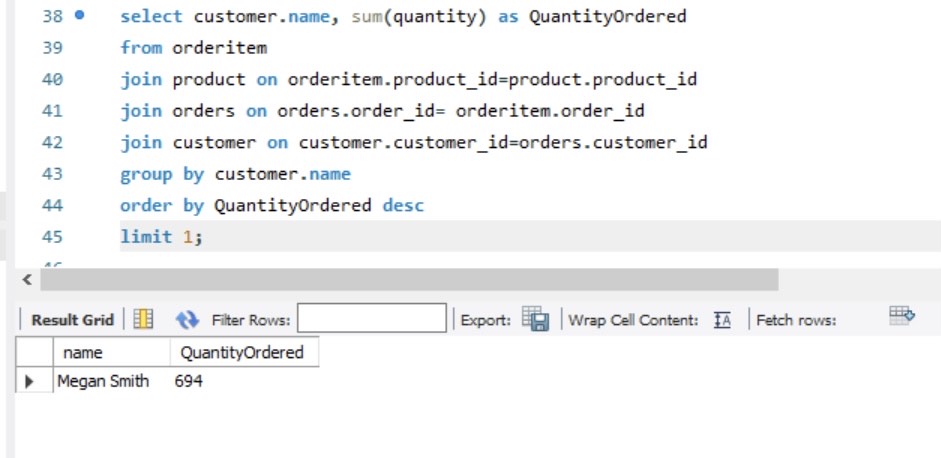 38 select customer.name, sum(quantity) as QuantityOrdered
39 from orderitem
40 join product on orderitem.product_id=product.product_id
41 join orders on orders.order_id= orderitem.order_id
42 join customer on customer.customer_id=orders.customer_id
43 group by customer.name
44 order by QuantityOrdered desc
45 limit 1;
Result Grid Filter Rows: Export: Wrap Cell Content: IA Fetch rows:
name QuantityOrdered
Megan Smith 694